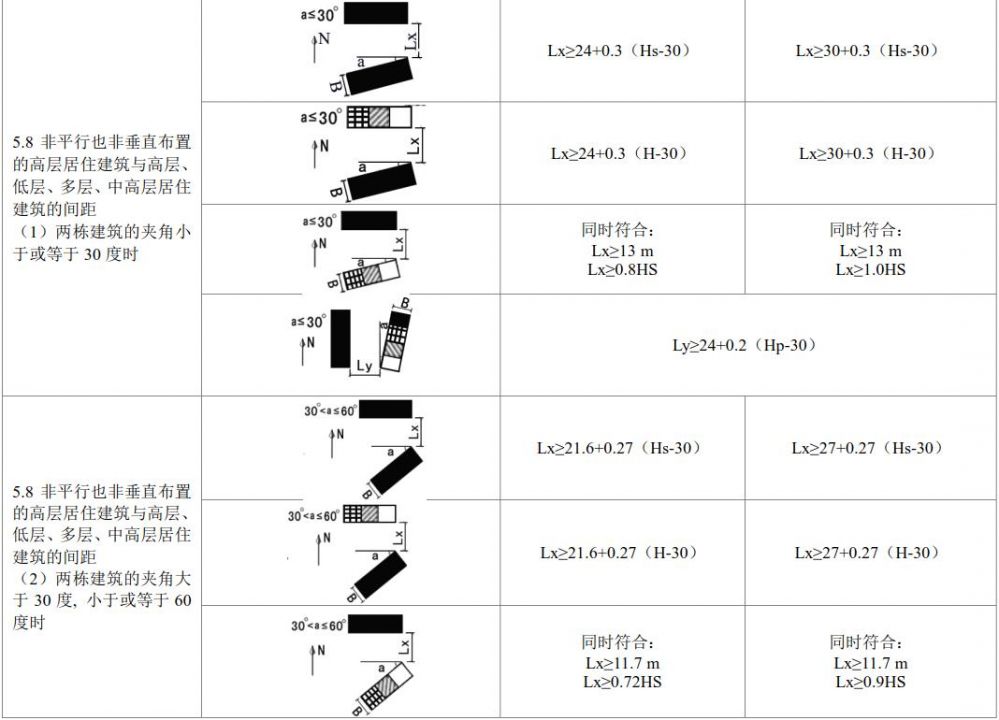 a≤30°
N
Lx
a
B
Lx≥24+0.3（Hs-30）
Lx≥30+0.3（Hs-30）
5.8 非平行也非垂直布置
的高层居住建筑与高层、
低层、多层、中高层居住
建筑的间距
（1）两栋建筑的夹角小
于或等于 30 度时
a≤30°
N
Lx
a
B
Lx≥24+0.3（H-30）
Lx≥30+0.3（H-30）
a≤30°
N
Lx
a
B
同时符合：
Lx≥13 m
Lx≥0.8HS
同时符合：
Lx≥13 m
Lx≥1.0HS
a≤30°
N
B
a
Ly
Ly≥24+0.2（Hp-30）
5.8 非平行也非垂直布置
的高层居住建筑与高层、
低层、多层、中高层居住
建筑的间距
（2）两栋建筑的夹角大
于 30 度, 小于或等于 60
度时
30°<a≤60°
N
Lx
a
B
Lx≥21.6+0.27（Hs-30）
Lx≥27+0.27（Hs-30）
30°<a≤60°
N
Lx
a
B
Lx≥21.6+0.27（H-30）
Lx≥27+0.27（H-30）
30°<a≤60°
N
Lx
a
B
同时符合：
Lx≥11.7 m
Lx≥0.72HS
同时符合：
Lx≥11.7 m
Lx≥0.9HS